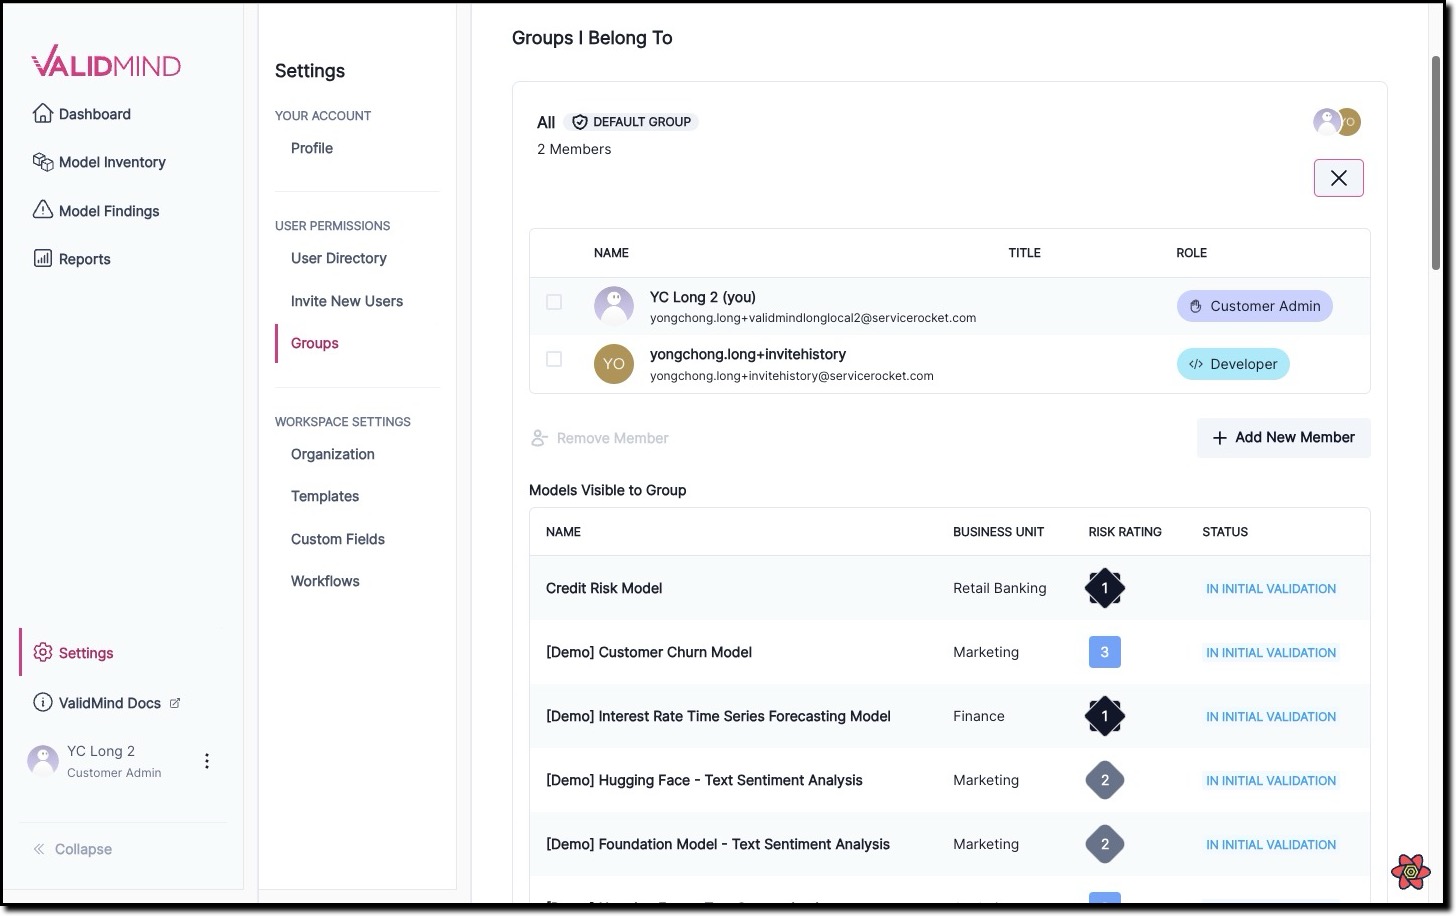 VALIDMIND
Dashboard
Model Inventory
Model Findings
Reports
Settings
ValidMind Docs
YC Long 2
Customer Admin
Collapse
Settings
YOUR ACCOUNT
Profile
USER PERMISSIONS
User Directory
Invite New Users
Groups
WORKSPACE SETTINGS
Organization
Templates
Custom Fields
Workflows
Groups I Belong To
All DEFAULT GROUP
2 Members
YO
NAME TITLE ROLE
YC Long 2 (you)
yongchong.long+validmindlonglocal2@servicerocket.com
Customer Admin
YO
yongchong.long+invitehistory
yongchong.long+invitehistory@servicerocket.com
Developer
Remove Member
Add New Member
Models Visible to Group
NAME BUSINESS UNIT RISK RATING STATUS
Credit Risk Model Retail Banking 1 IN INITIAL VALIDATION
[Demo] Customer Churn Model Marketing 3 IN INITIAL VALIDATION
[Demo] Interest Rate Time Series Forecasting Model Finance 1 IN INITIAL VALIDATION
[Demo] Hugging Face - Text Sentiment Analysis Marketing 2 IN INITIAL VALIDATION
[Demo] Foundation Model - Text Sentiment Analysis Marketing 2 IN INITIAL VALIDATION